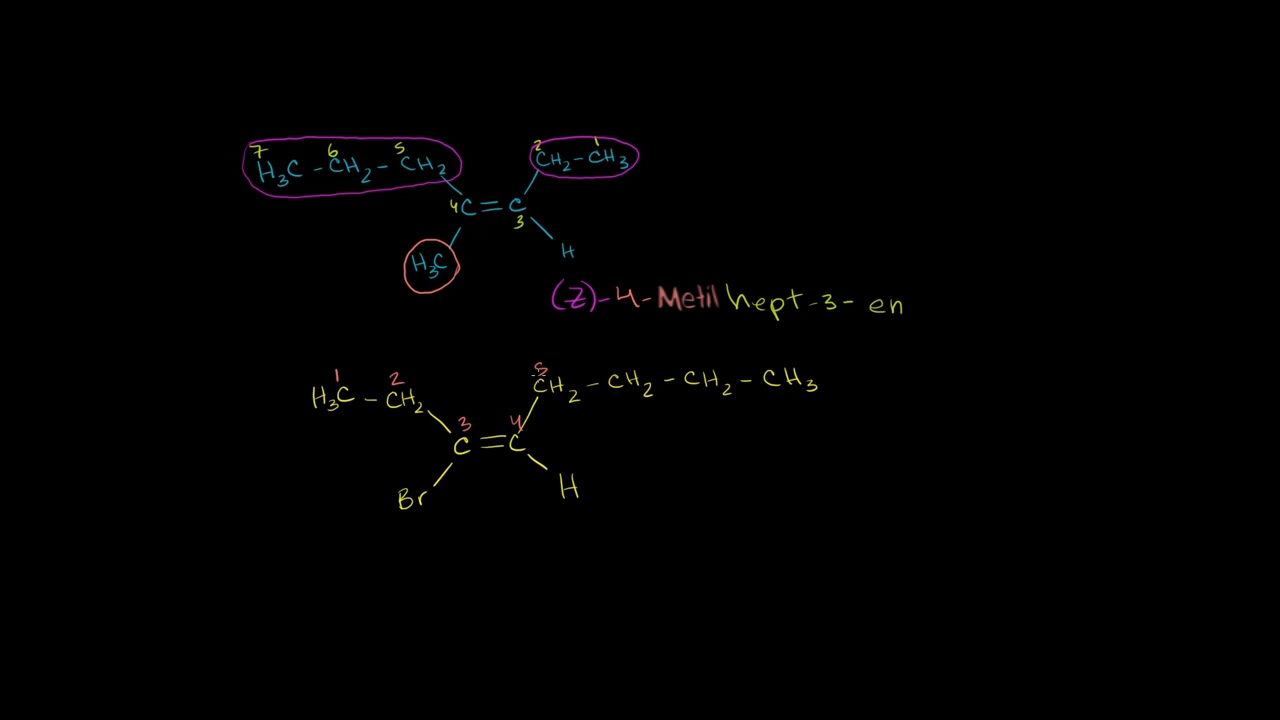 7 6 5 2 1
H₃C - CH₂ - CH₂ CH₂ - CH₃
4 C = C
3
H₃C H
(Z) - 4 - Metil hept - 3 - en
1 2 5
H₃C - CH₂ CH₂ - CH₂ - CH₂ - CH₃
3 4
C = C
Br H